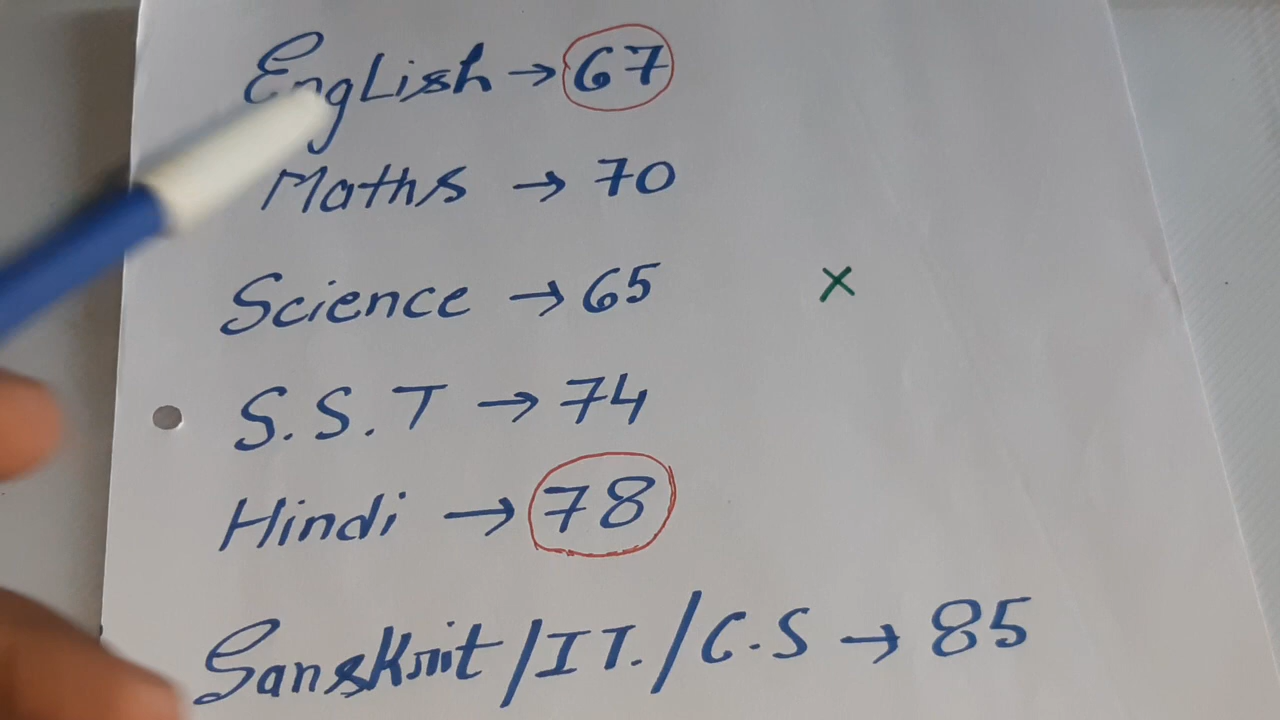 English → 67
Maths → 70
Science → 65 ×
S.S.T → 74
Hindi → 78
Sanskrit/IT./C.S → 85